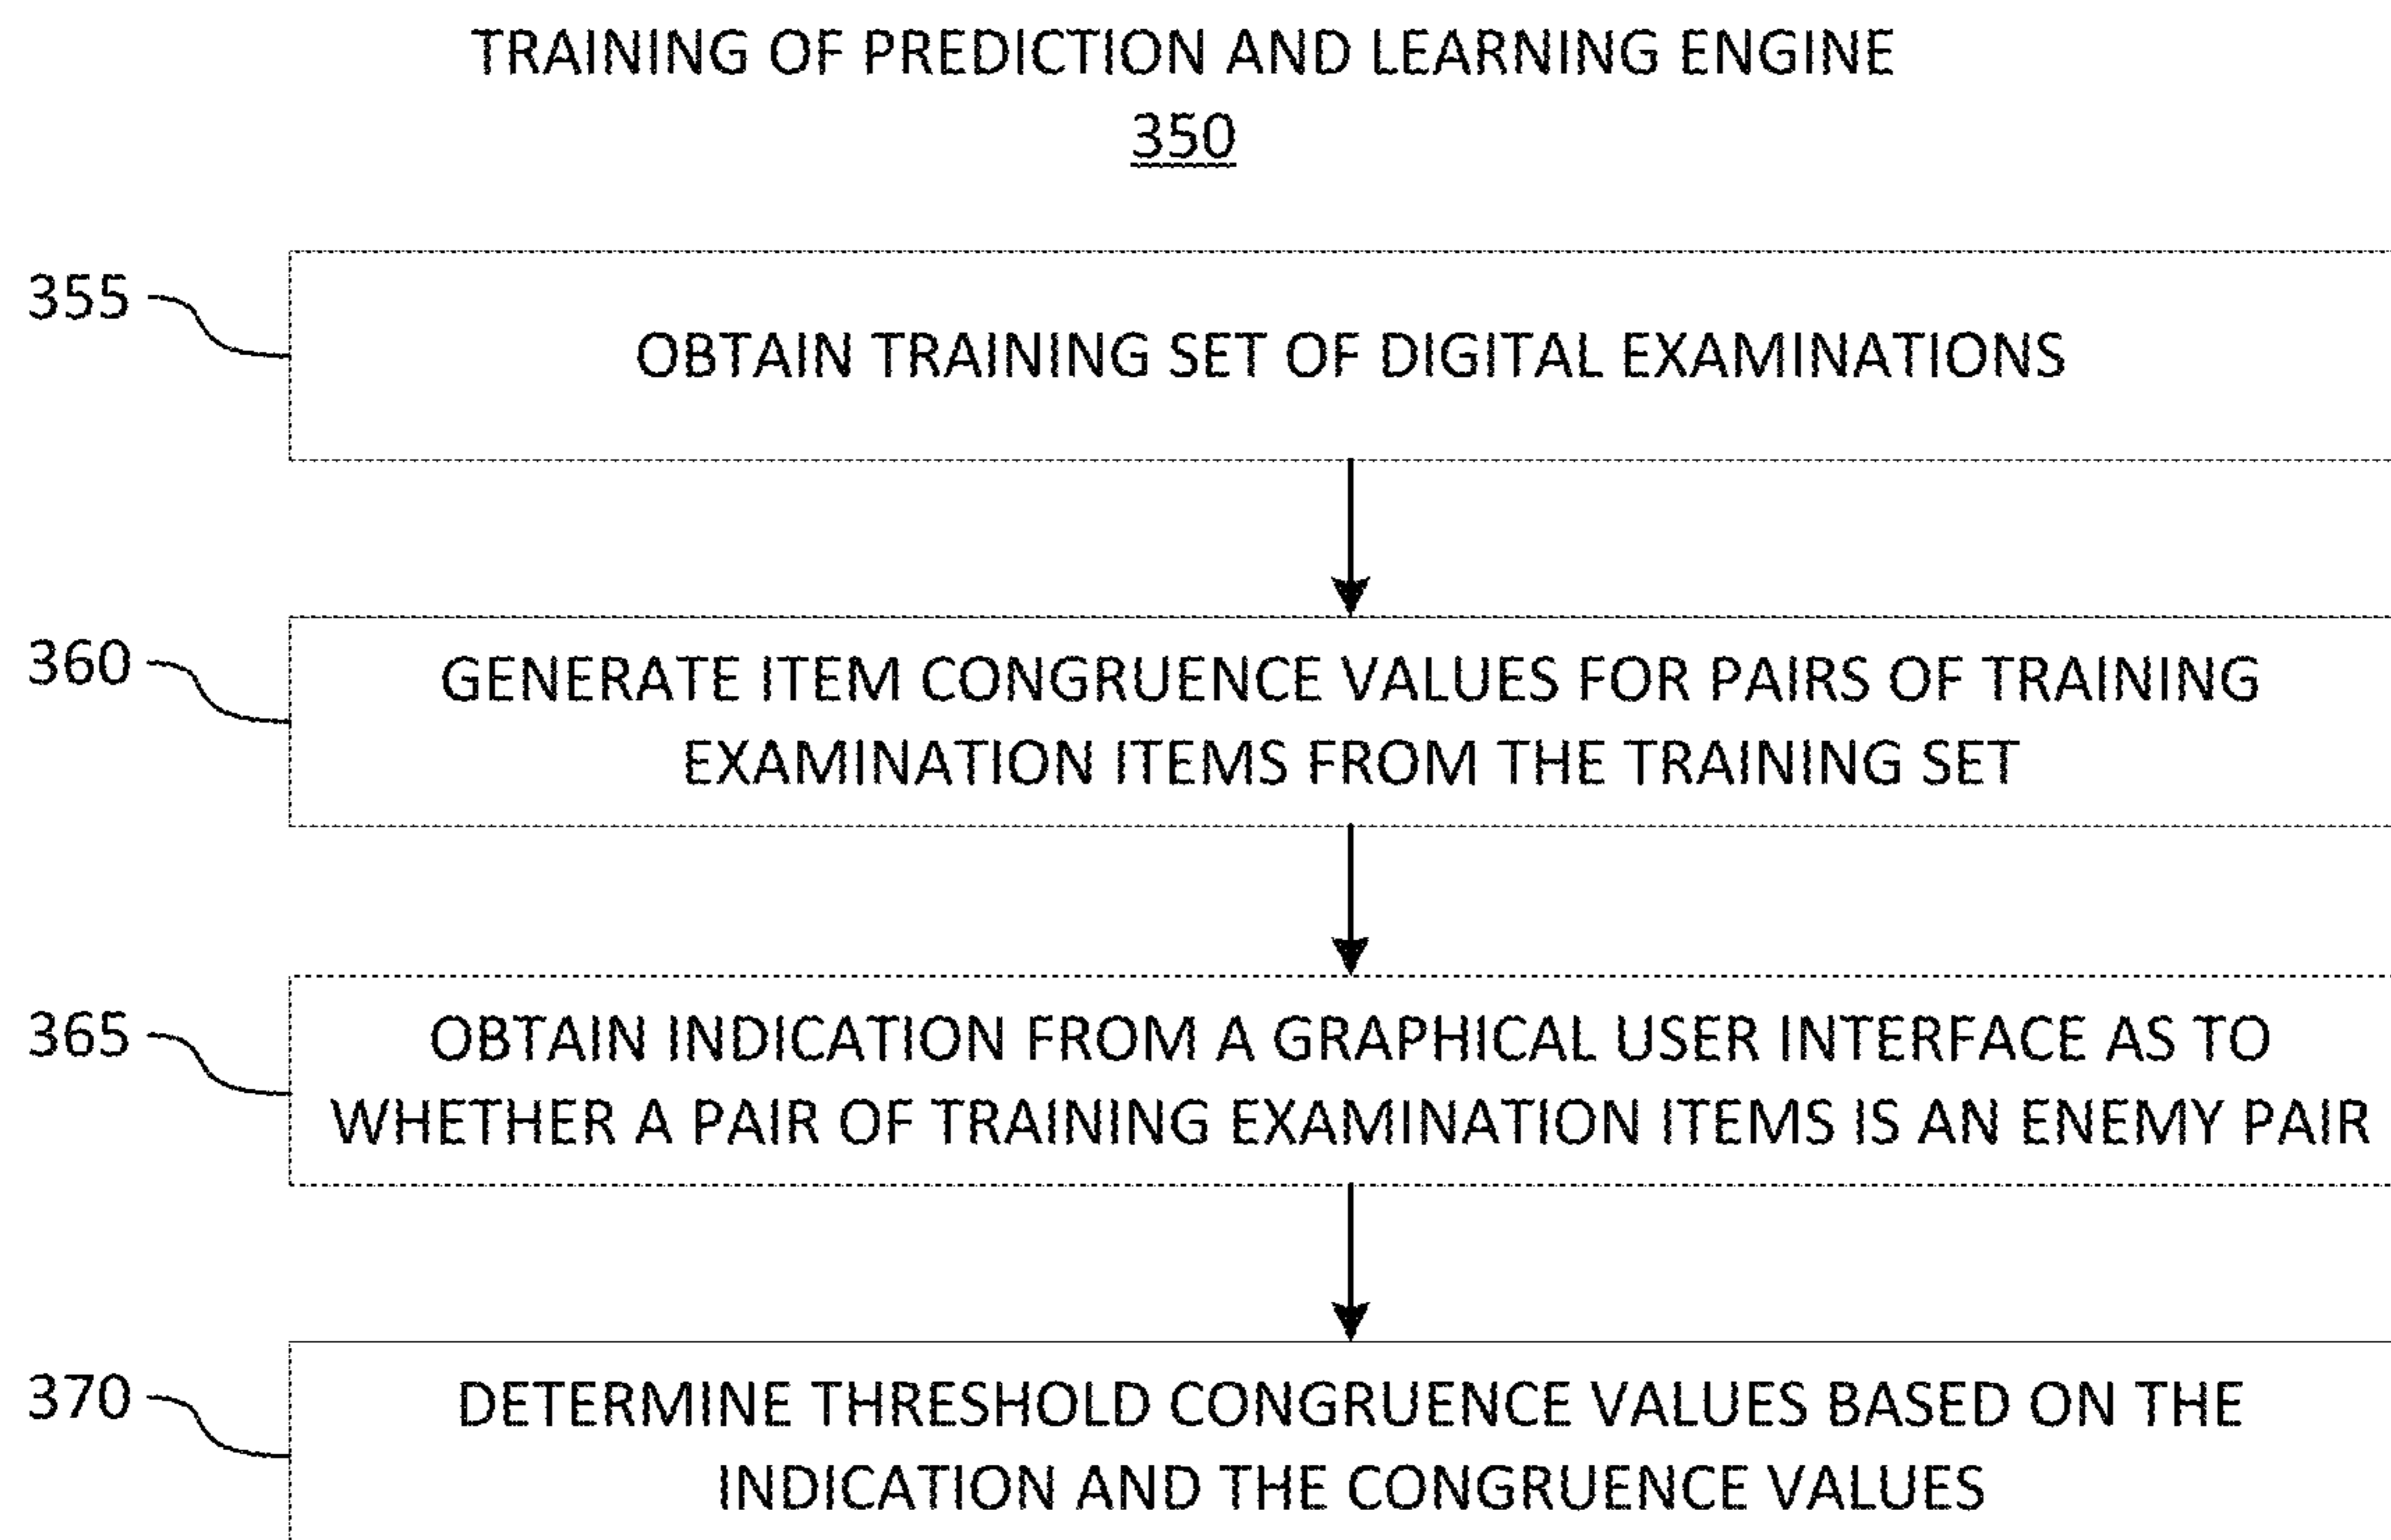 TRAINING OF PREDICTION AND LEARNING ENGINE
350
355
OBTAIN TRAINING SET OF DIGITAL EXAMINATIONS
360
GENERATE ITEM CONGRUENCE VALUES FOR PAIRS OF TRAINING
EXAMINATION ITEMS FROM THE TRAINING SET
365
OBTAIN INDICATION FROM A GRAPHICAL USER INTERFACE AS TO
WHETHER A PAIR OF TRAINING EXAMINATION ITEMS IS AN ENEMY PAIR
370
DETERMINE THRESHOLD CONGRUENCE VALUES BASED ON THE
INDICATION AND THE CONGRUENCE VALUES